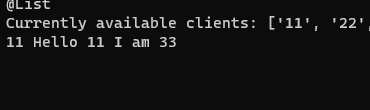 @List
Currently available clients: ['11', '22',
11 Hello 11 I am 33